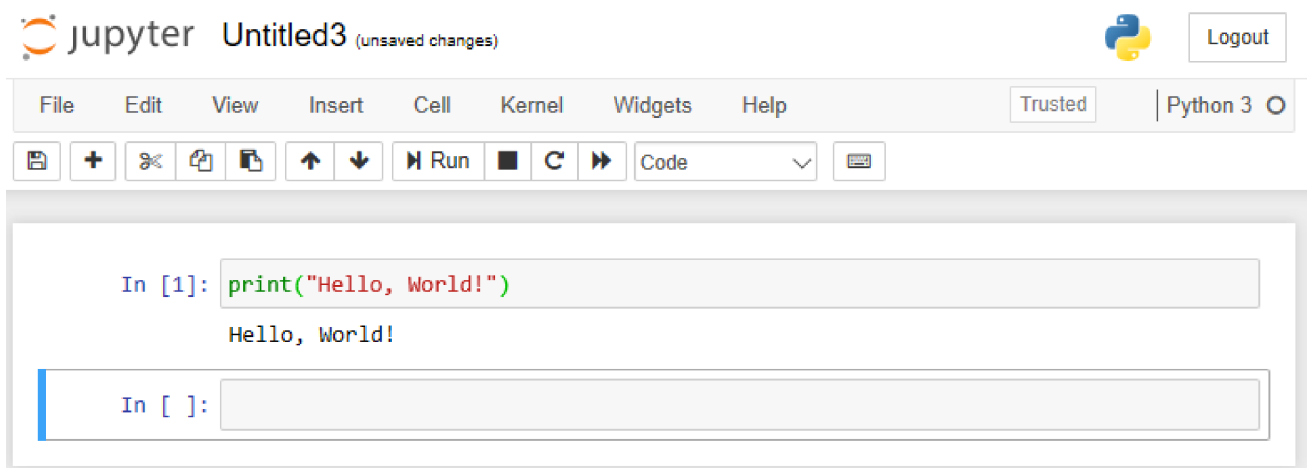 jupyter Untitled3 (unsaved changes) Logout
File Edit View Insert Cell Kernel Widgets Help Trusted Python 3
Run Code
In [1]: print("Hello, World!")
Hello, World!
In [ ]: